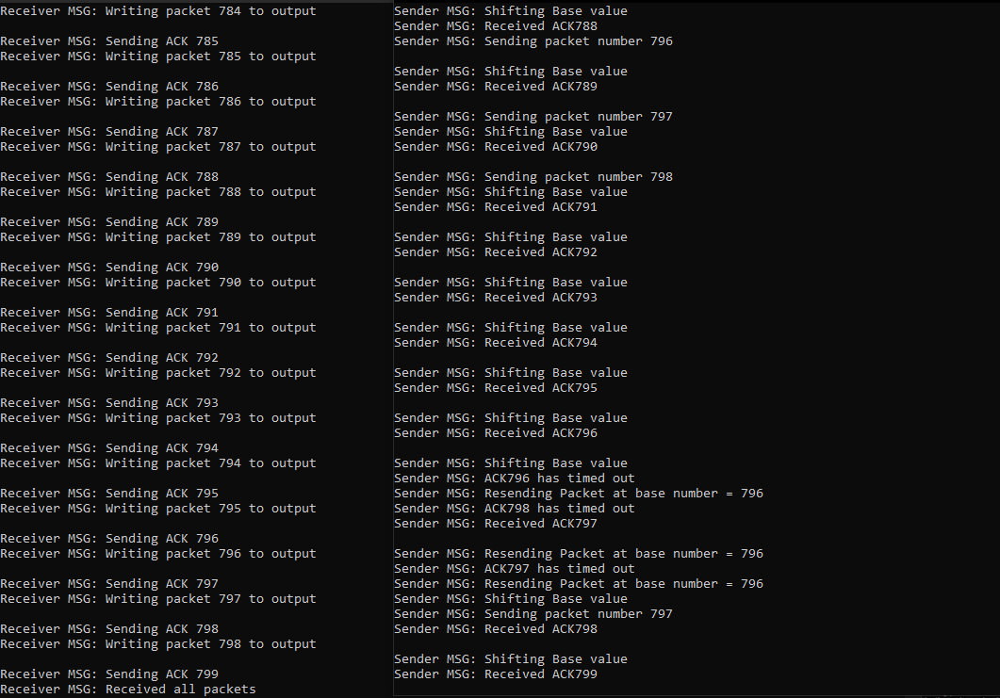 Receiver MSG: Writing packet 784 to output
Receiver MSG: Sending ACK 785
Receiver MSG: Writing packet 785 to output
Receiver MSG: Sending ACK 786
Receiver MSG: Writing packet 786 to output
Receiver MSG: Sending ACK 787
Receiver MSG: Writing packet 787 to output
Receiver MSG: Sending ACK 788
Receiver MSG: Writing packet 788 to output
Receiver MSG: Sending ACK 789
Receiver MSG: Writing packet 789 to output
Receiver MSG: Sending ACK 790
Receiver MSG: Writing packet 790 to output
Receiver MSG: Sending ACK 791
Receiver MSG: Writing packet 791 to output
Receiver MSG: Sending ACK 792
Receiver MSG: Writing packet 792 to output
Receiver MSG: Sending ACK 793
Receiver MSG: Writing packet 793 to output
Receiver MSG: Sending ACK 794
Receiver MSG: Writing packet 794 to output
Receiver MSG: Sending ACK 795
Receiver MSG: Writing packet 795 to output
Receiver MSG: Sending ACK 796
Receiver MSG: Writing packet 796 to output
Receiver MSG: Sending ACK 797
Receiver MSG: Writing packet 797 to output
Receiver MSG: Sending ACK 798
Receiver MSG: Writing packet 798 to output
Receiver MSG: Sending ACK 799
Receiver MSG: Received all packets
Sender MSG: Shifting Base value
Sender MSG: Received ACK788
Sender MSG: Sending packet number 796
Sender MSG: Shifting Base value
Sender MSG: Received ACK789
Sender MSG: Sending packet number 797
Sender MSG: Shifting Base value
Sender MSG: Received ACK790
Sender MSG: Sending packet number 798
Sender MSG: Shifting Base value
Sender MSG: Received ACK791
Sender MSG: Shifting Base value
Sender MSG: Received ACK792
Sender MSG: Shifting Base value
Sender MSG: Received ACK793
Sender MSG: Shifting Base value
Sender MSG: Received ACK794
Sender MSG: Shifting Base value
Sender MSG: Received ACK795
Sender MSG: Shifting Base value
Sender MSG: Received ACK796
Sender MSG: Shifting Base value
Sender MSG: ACK796 has timed out
Sender MSG: Resending Packet at base number = 796
Sender MSG: ACK798 has timed out
Sender MSG: Received ACK797
Sender MSG: Resending Packet at base number = 796
Sender MSG: ACK797 has timed out
Sender MSG: Resending Packet at base number = 796
Sender MSG: Shifting Base value
Sender MSG: Sending packet number 797
Sender MSG: Received ACK798
Sender MSG: Shifting Base value
Sender MSG: Received ACK799